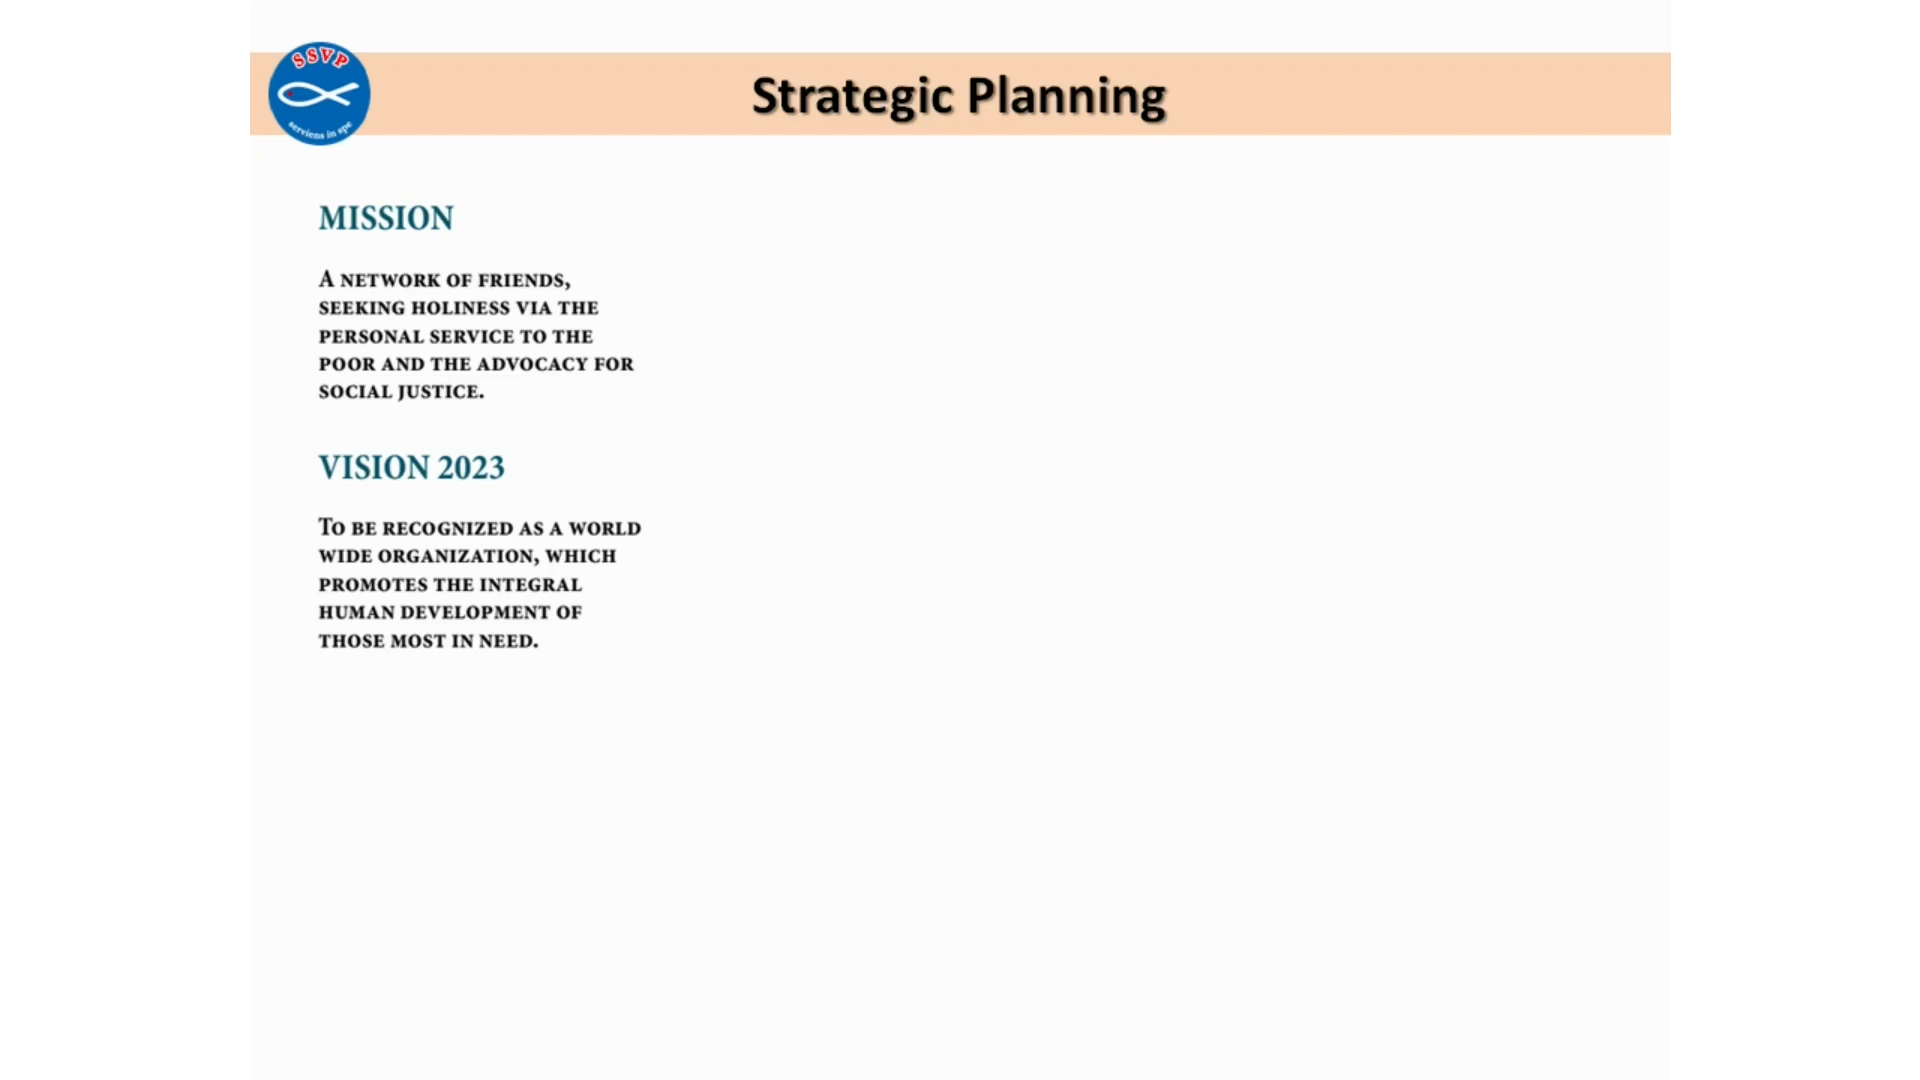 SSVP
serviens in spe
Strategic Planning
MISSION
A NETWORK OF FRIENDS,
SEEKING HOLINESS VIA THE
PERSONAL SERVICE TO THE
POOR AND THE ADVOCACY FOR
SOCIAL JUSTICE.
VISION 2023
TO BE RECOGNIZED AS A WORLD
WIDE ORGANIZATION, WHICH
PROMOTES THE INTEGRAL
HUMAN DEVELOPMENT OF
THOSE MOST IN NEED.